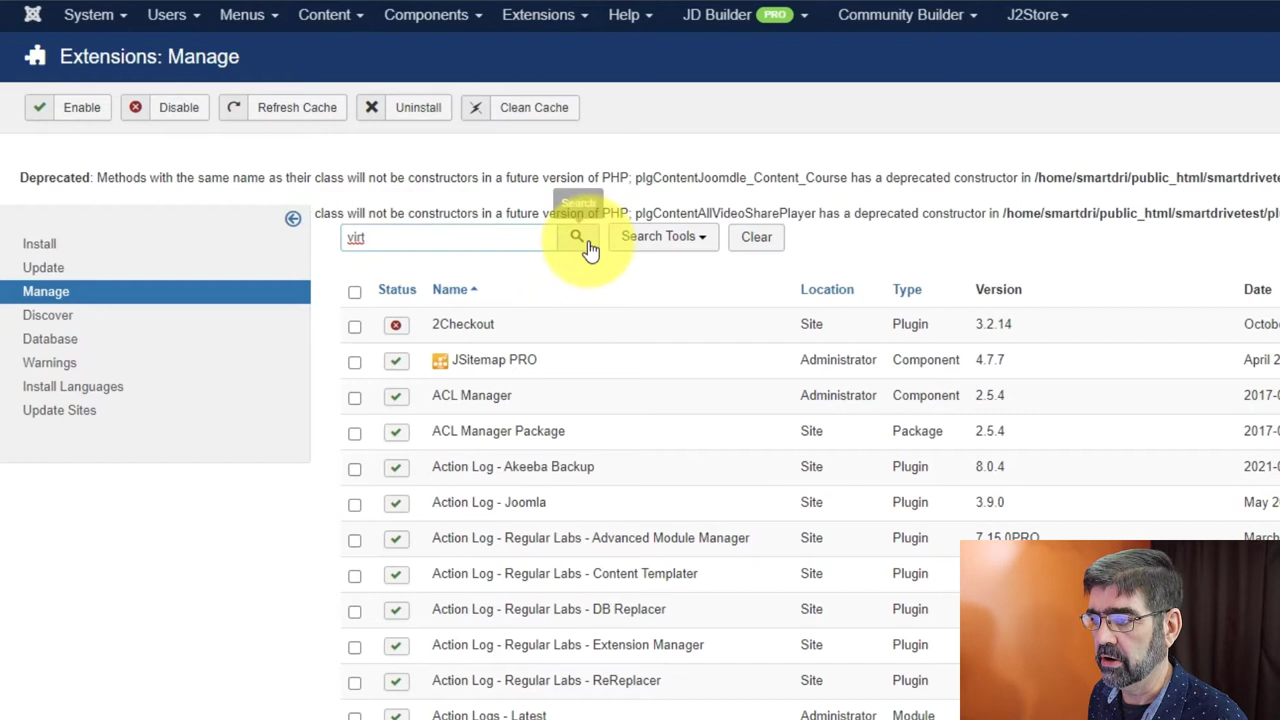 System Users Menus Content Components Extensions Help JD Builder PRO Community Builder J2Store
Extensions: Manage
Enable Disable Refresh Cache Uninstall Clean Cache
Deprecated: Methods with the same name as their class will not be constructors in a future version of PHP; plgContentJoomdle_Content_Course has a deprecated constructor in /home/smartdri/public_html/smartdrivetest/
Search
class will not be constructors in a future version of PHP; plgContentAllVideoSharePlayer has a deprecated constructor in /home/smartdri/public_html/smartdrivetest/pl
virt Search Tools Clear
Install
Update
Manage
Discover
Database
Warnings
Install Languages
Update Sites
Status Name Location Type Version Date
2Checkout Site Plugin 3.2.14 Octob
JSitemap PRO Administrator Component 4.7.7 April 2
ACL Manager Administrator Component 2.5.4 2017-0
ACL Manager Package Site Package 2.5.4 2017-0
Action Log - Akeeba Backup Site Plugin 8.0.4 2021-0
Action Log - Joomla Site Plugin 3.9.0 May 2
Action Log - Regular Labs - Advanced Module Manager Site Plugin 7.15.0PRO March
Action Log - Regular Labs - Content Templater Site Plugin
Action Log - Regular Labs - DB Replacer Site Plugin
Action Log - Regular Labs - Extension Manager Site Plugin
Action Log - Regular Labs - ReReplacer Site Plugin
Action Logs - Latest Administrator Module